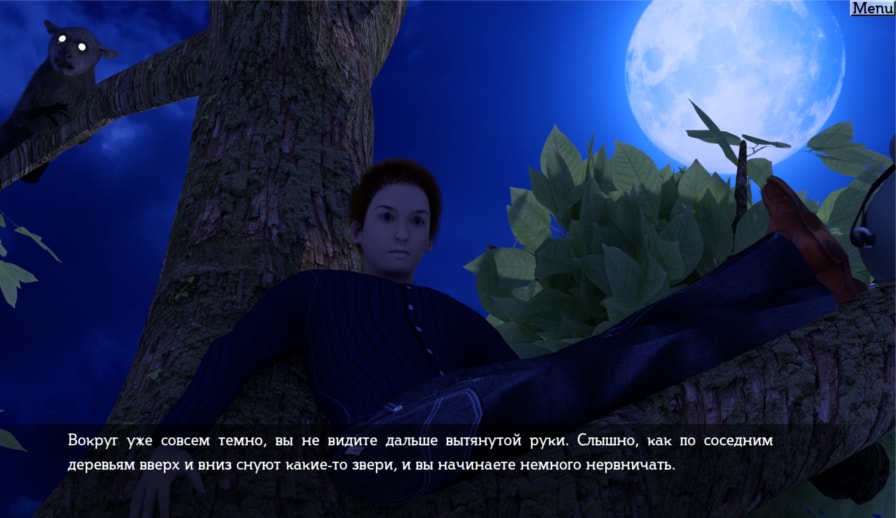 Menu
Вокруг уже совсем темно, вы не видите дальше вытянутой руки. Слышно, как по соседним
деревьям вверх и вниз снуют какие-то звери, и вы начинаете немного нервничать.